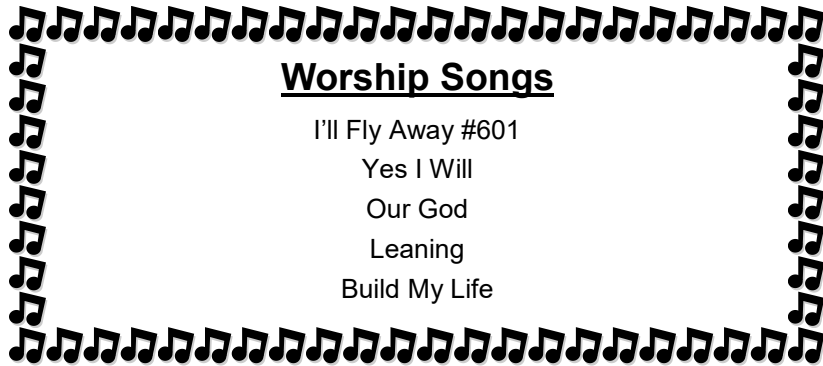 Worship Songs
I’ll Fly Away #601
Yes I Will
Our God
Leaning
Build My Life